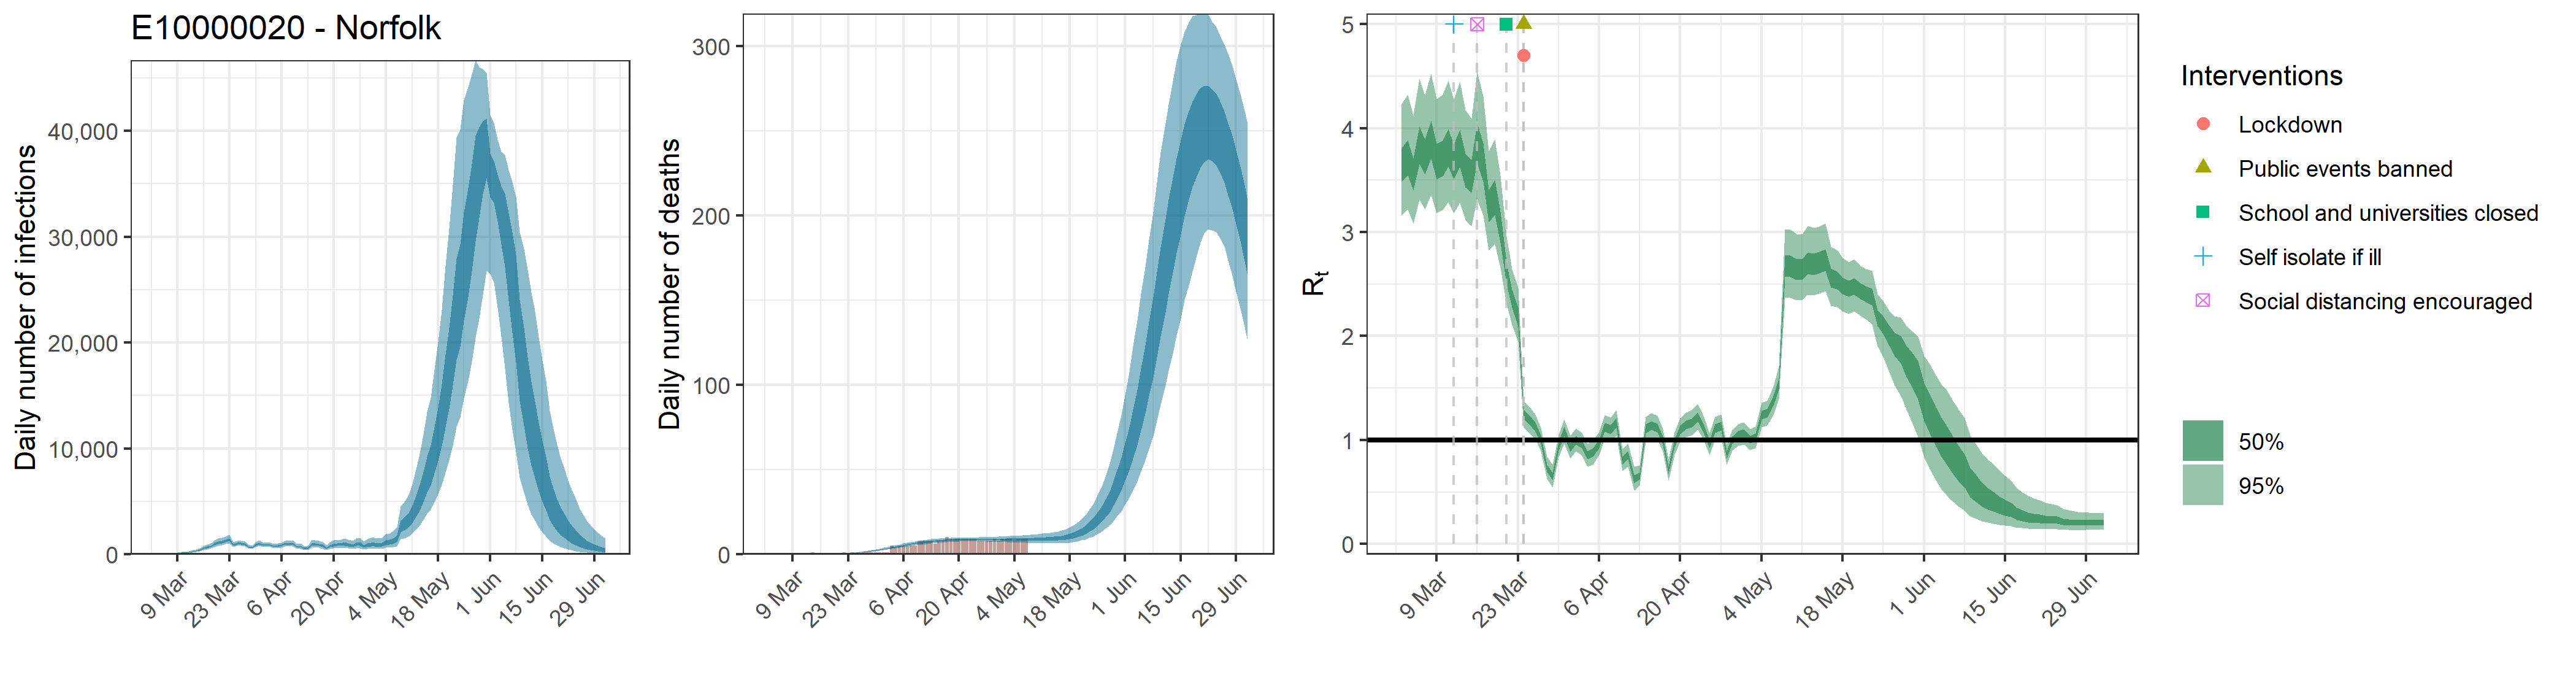 E10000020 - Norfolk
Daily number of infections
40,000
30,000
20,000
10,000
0
9 Mar
23 Mar
6 Apr
20 Apr
4 May
18 May
1 Jun
15 Jun
29 Jun
Daily number of deaths
300
200
100
0
9 Mar
23 Mar
6 Apr
20 Apr
4 May
18 May
1 Jun
15 Jun
29 Jun
Rt
5
4
3
2
1
0
9 Mar
23 Mar
6 Apr
20 Apr
4 May
18 May
1 Jun
15 Jun
29 Jun
Interventions
Lockdown
Public events banned
School and universities closed
Self isolate if ill
Social distancing encouraged
50%
95%